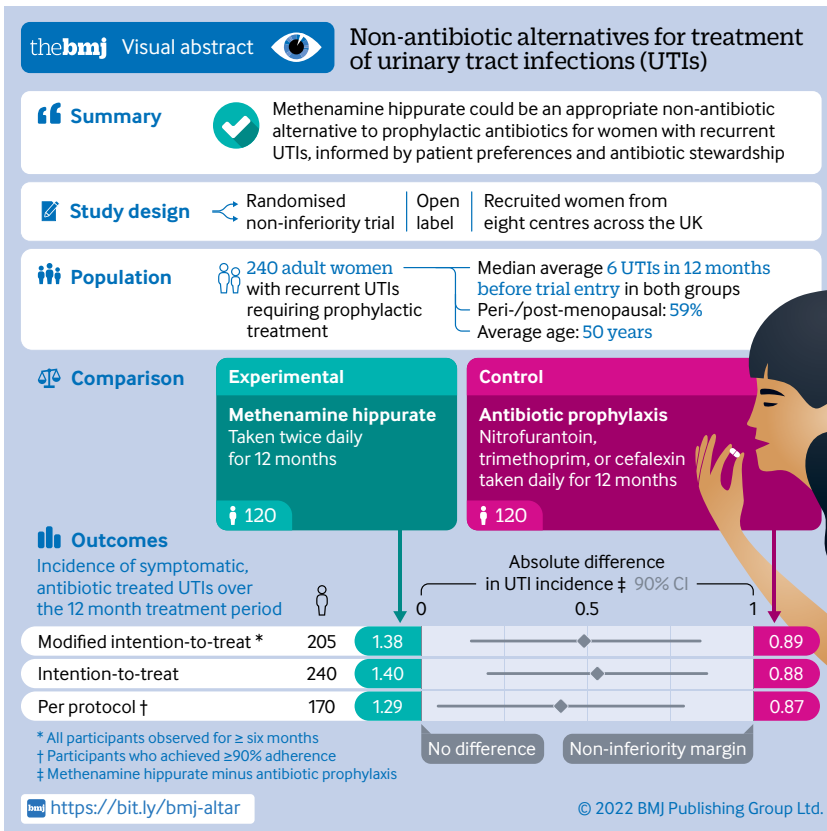 thebmj Visual abstract
Non-antibiotic alternatives for treatment
of urinary tract infections (UTIs)
Summary
Methenamine hippurate could be an appropriate non-antibiotic
alternative to prophylactic antibiotics for women with recurrent
UTIs, informed by patient preferences and antibiotic stewardship
Study design
Randomised
non-inferiority trial
Open
label
Recruited women from
eight centres across the UK
Population
240 adult women
with recurrent UTIs
requiring prophylactic
treatment
Median average 6 UTIs in 12 months
before trial entry in both groups
Peri-/post-menopausal: 59%
Average age: 50 years
Comparison
Experimental
Methenamine hippurate
Taken twice daily
for 12 months
120
Control
Antibiotic prophylaxis
Nitrofurantoin,
trimethoprim, or cefalexin
taken daily for 12 months
120
Outcomes
Incidence of symptomatic,
antibiotic treated UTIs over
the 12 month treatment period
Absolute difference
in UTI incidence ‡ 90% CI
0 0.5 1
Modified intention-to-treat * 205 1.38 0.89
Intention-to-treat 240 1.40 0.88
Per protocol † 170 1.29 0.87
No difference Non-inferiority margin
* All participants observed for ≥ six months
† Participants who achieved ≥90% adherence
‡ Methenamine hippurate minus antibiotic prophylaxis
bmj https://bit.ly/bmj-altar
© 2022 BMJ Publishing Group Ltd.